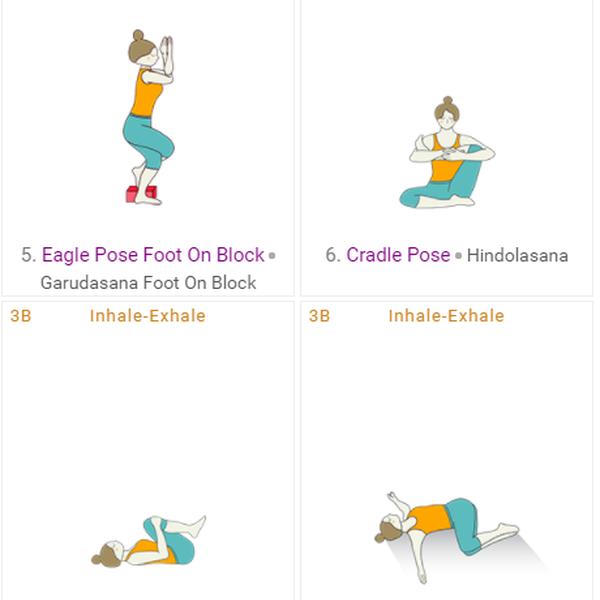 5. Eagle Pose Foot On Block •
Garudasana Foot On Block
6. Cradle Pose • Hindolasana
3B Inhale-Exhale
3B Inhale-Exhale